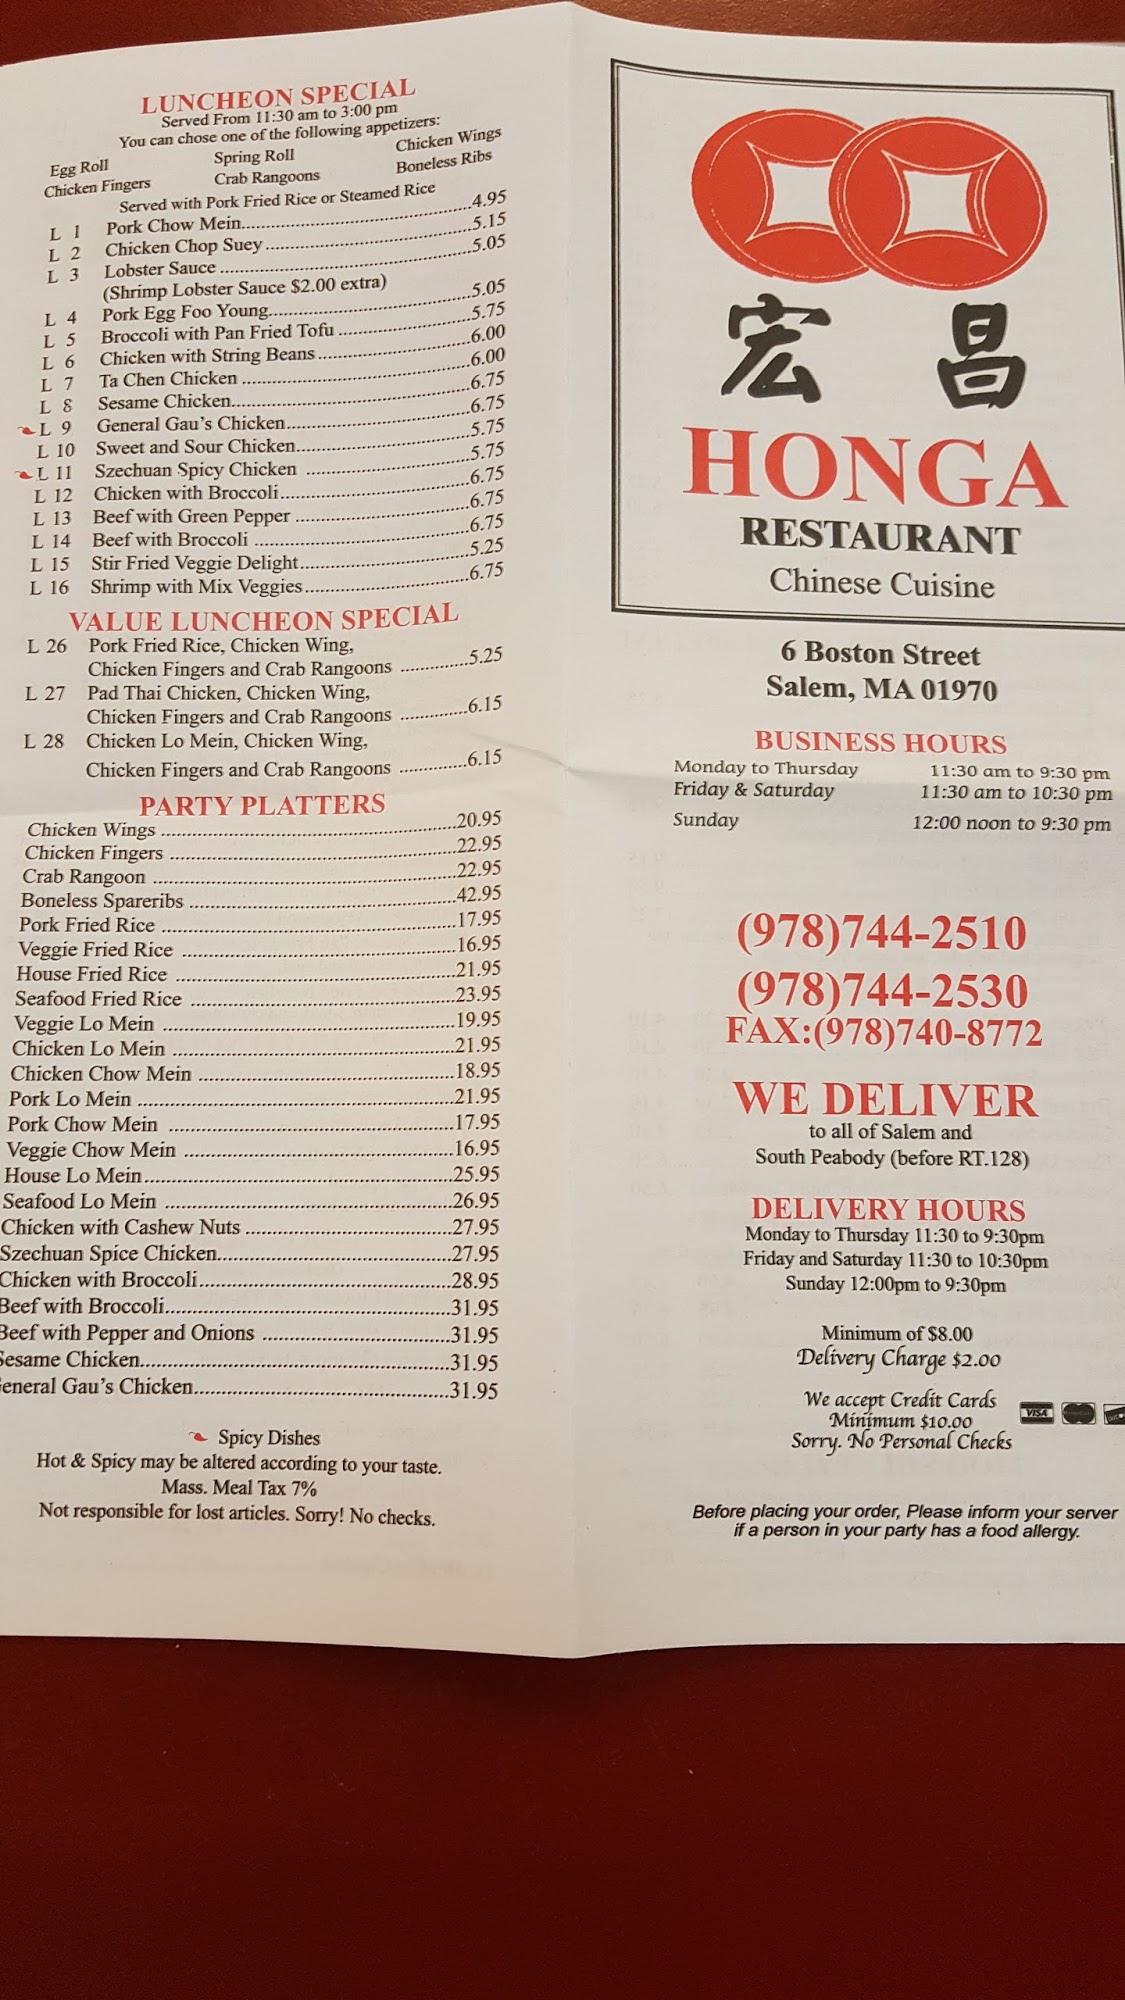 LUNCHEON SPECIAL
Served From 11:30 am to 3:00 pm
You can chose one of the following appetizers:
Egg Roll Spring Roll Chicken Wings
Chicken Fingers Crab Rangoons Boneless Ribs
Served with Pork Fried Rice or Steamed Rice
L 1 Pork Chow Mein 4.95
L 2 Chicken Chop Suey 5.15
L 3 Lobster Sauce 5.05
(Shrimp Lobster Sauce $2.00 extra)
L 4 Pork Egg Foo Young 5.05
L 5 Broccoli with Pan Fried Tofu 5.75
L 6 Chicken with String Beans 6.00
L 7 Ta Chen Chicken 6.00
L 8 Sesame Chicken 6.75
L 9 General Gau's Chicken 6.75
L 10 Sweet and Sour Chicken 5.75
L 11 Szechuan Spicy Chicken 5.75
L 12 Chicken with Broccoli 6.75
L 13 Beef with Green Pepper 6.75
L 14 Beef with Broccoli 6.75
L 15 Stir Fried Veggie Delight 5.25
L 16 Shrimp with Mix Veggies 6.75
VALUE LUNCHEON SPECIAL
L 26 Pork Fried Rice, Chicken Wing,
Chicken Fingers and Crab Rangoons 5.25
L 27 Pad Thai Chicken, Chicken Wing,
Chicken Fingers and Crab Rangoons 6.15
L 28 Chicken Lo Mein, Chicken Wing,
Chicken Fingers and Crab Rangoons 6.15
PARTY PLATTERS
Chicken Wings 20.95
Chicken Fingers 22.95
Crab Rangoon 22.95
Boneless Spareribs 42.95
Pork Fried Rice 17.95
Veggie Fried Rice 16.95
House Fried Rice 21.95
Seafood Fried Rice 23.95
Veggie Lo Mein 19.95
Chicken Lo Mein 21.95
Chicken Chow Mein 18.95
Pork Lo Mein 21.95
Pork Chow Mein 17.95
Veggie Chow Mein 16.95
House Lo Mein 25.95
Seafood Lo Mein 26.95
Chicken with Cashew Nuts 27.95
Szechuan Spice Chicken 27.95
Chicken with Broccoli 28.95
Beef with Broccoli 31.95
Beef with Pepper and Onions 31.95
Sesame Chicken 31.95
eneral Gau's Chicken 31.95
Spicy Dishes
Hot & Spicy may be altered according to your taste.
Mass. Meal Tax 7%
Not responsible for lost articles. Sorry! No checks.
宏 昌
HONGA
RESTAURANT
Chinese Cuisine
6 Boston Street
Salem, MA 01970
BUSINESS HOURS
Monday to Thursday 11:30 am to 9:30 pm
Friday & Saturday 11:30 am to 10:30 pm
Sunday 12:00 noon to 9:30 pm
(978)744-2510
(978)744-2530
FAX:(978)740-8772
WE DELIVER
to all of Salem and
South Peabody (before RT.128)
DELIVERY HOURS
Monday to Thursday 11:30 to 9:30pm
Friday and Saturday 11:30 to 10:30pm
Sunday 12:00pm to 9:30pm
Minimum of $8.00
Delivery Charge $2.00
We accept Credit Cards
VISA
Minimum $10.00
Sorry. No Personal Checks
Before placing your order, Please inform your server
if a person in your party has a food allergy.